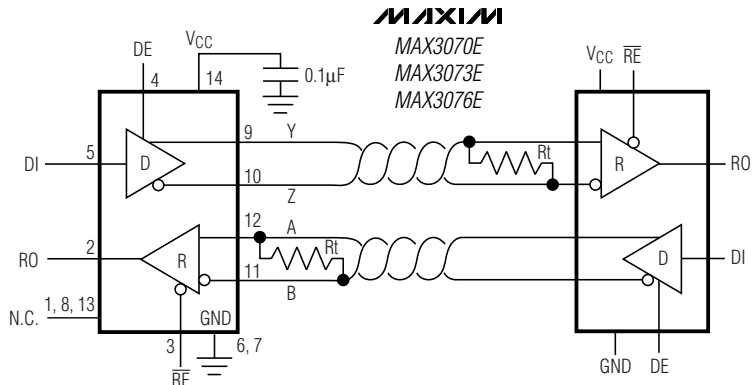 MAXIM
MAX3070E
MAX3073E
MAX3076E
DE
VCC
4
14
0.1µF
VCC
RE
5
9
Y
DI
D
Rt
R
RO
10
Z
12
A
2
RO
R
Rt
D
DI
11
B
1, 8, 13
N.C.
GND
3
6, 7
RE
GND
DE